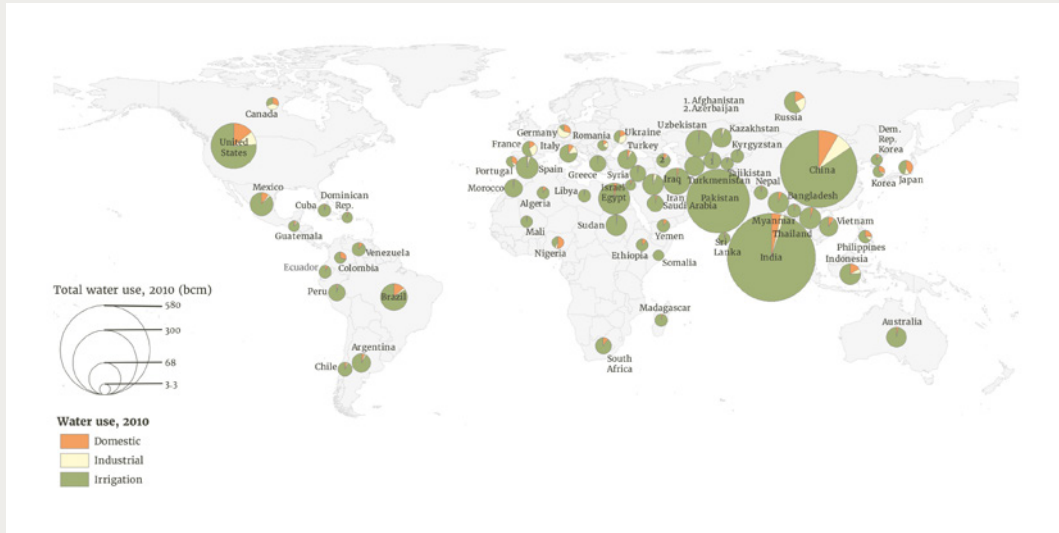 1. Afghanistan
2. Azerbaijan
Canada
United
States
Mexico
Cuba
Dominican
Rep.
Guatemala
Venezuela
Colombia
Ecuador
Peru
Brazil
Argentina
Chile
Germany
Romania
Ukraine
France
Italy
Turkey
Portugal
Spain
Greece
Syria
Morocco
Algeria
Libya
Israel
Egypt
Iraq
Iran
Saudi Arabia
Mali
Nigeria
Sudan
Ethiopia
Yemen
Somalia
Madagascar
South
Africa
Uzbekistan
Kazakhstan
Kyrgyzstan
Tajikistan
Turkmenistan
1
2
Pakistan
Nepal
Bangladesh
Myanmar
Thailand
Sri
Lanka
India
Russia
China
Dem.
Rep.
Korea
Korea
Japan
Vietnam
Philippines
Indonesia
Australia
Total water use, 2010 (bcm)
580
300
68
3.3
Water use, 2010
Domestic
Industrial
Irrigation